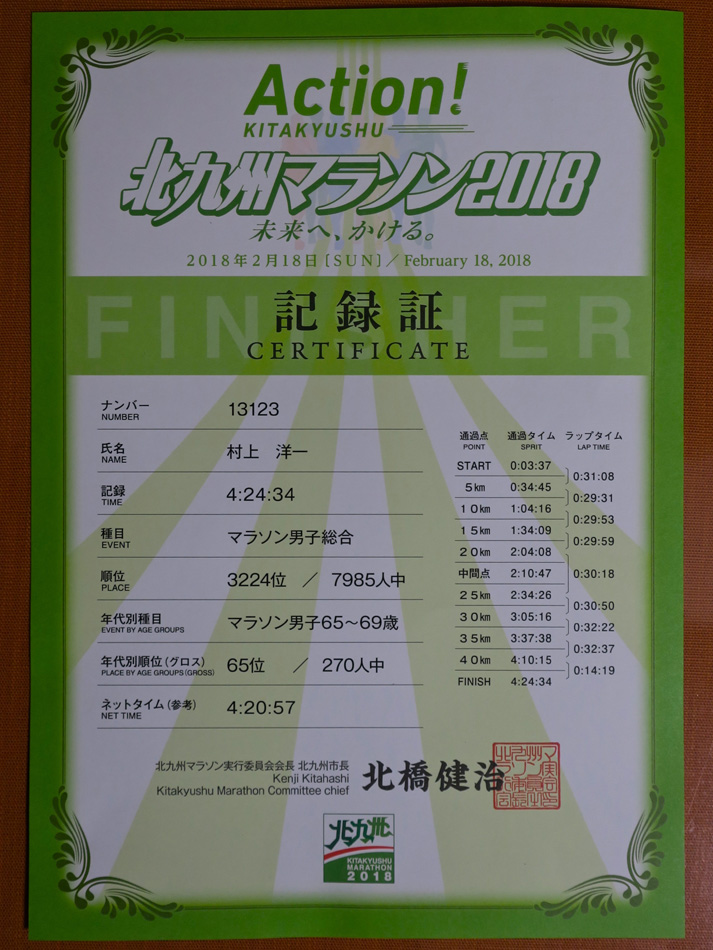 Action!
KITAKYUSHU
北九州マラソン2018
未来へ、かける。
2018年2月18日[SUN]／February 18, 2018
FINISHER
記録証
CERTIFICATE
ナンバー 13123
NUMBER
氏名 村上 洋一
NAME
記録 4:24:34
TIME
種目 マラソン男子総合
EVENT
順位 3224位 ／ 7985人中
PLACE
年代別種目 マラソン男子65～69歳
EVENT BY AGE GROUPS
年代別順位(グロス) 65位 ／ 270人中
PLACE BY AGE GROUPS(GROSS)
ネットタイム(参考) 4:20:57
NET TIME
通過点 通過タイム ラップタイム
POINT SPRIT LAP TIME
START 0:03:37
0:31:08
5km 0:34:45
0:29:31
10km 1:04:16
0:29:53
15km 1:34:09
0:29:59
20km 2:04:08
中間点 2:10:47
0:30:18
25km 2:34:26
0:30:50
30km 3:05:16
0:32:22
35km 3:37:38
0:32:37
40km 4:10:15
0:14:19
FINISH 4:24:34
北九州マラソン実行委員会会長 北九州市長
Kenji Kitahashi
Kitakyushu Marathon Committee chief
北橋健治
北九州
KITAKYUSHU
MARATHON
2018